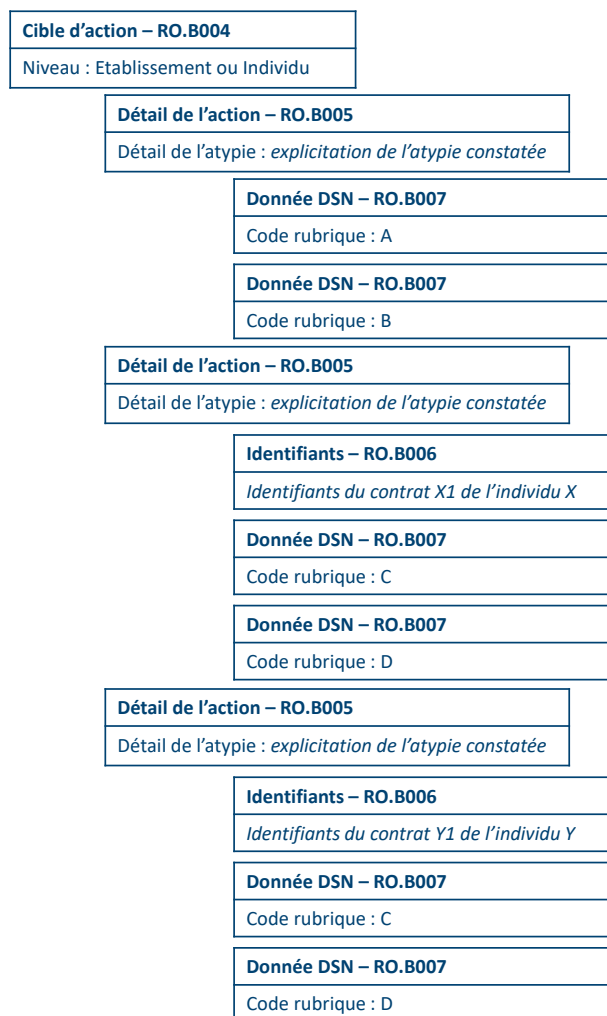 Cible d’action – RO.B004
Niveau : Etablissement ou Individu
Détail de l’action – RO.B005
Détail de l’atypie : explicitation de l’atypie constatée
Donnée DSN – RO.B007
Code rubrique : A
Donnée DSN – RO.B007
Code rubrique : B
Détail de l’action – RO.B005
Détail de l’atypie : explicitation de l’atypie constatée
Identifiants – RO.B006
Identifiants du contrat X1 de l’individu X
Donnée DSN – RO.B007
Code rubrique : C
Donnée DSN – RO.B007
Code rubrique : D
Détail de l’action – RO.B005
Détail de l’atypie : explicitation de l’atypie constatée
Identifiants – RO.B006
Identifiants du contrat Y1 de l’individu Y
Donnée DSN – RO.B007
Code rubrique : C
Donnée DSN – RO.B007
Code rubrique : D